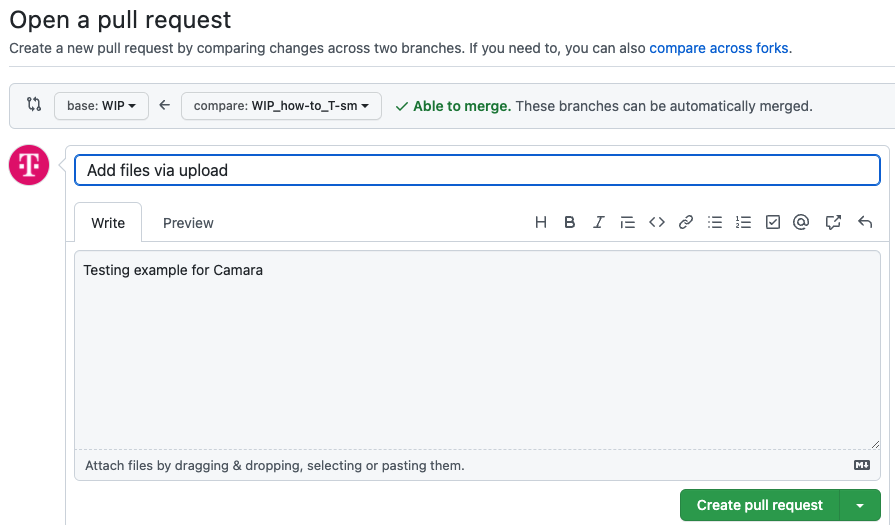 Open a pull request
Create a new pull request by comparing changes across two branches. If you need to, you can also compare across forks.
base: WIP compare: WIP_how-to_T-sm Able to merge. These branches can be automatically merged.
T
Add files via upload
Write Preview H B I @
Testing example for Camara
Attach files by dragging & dropping, selecting or pasting them.
Create pull request